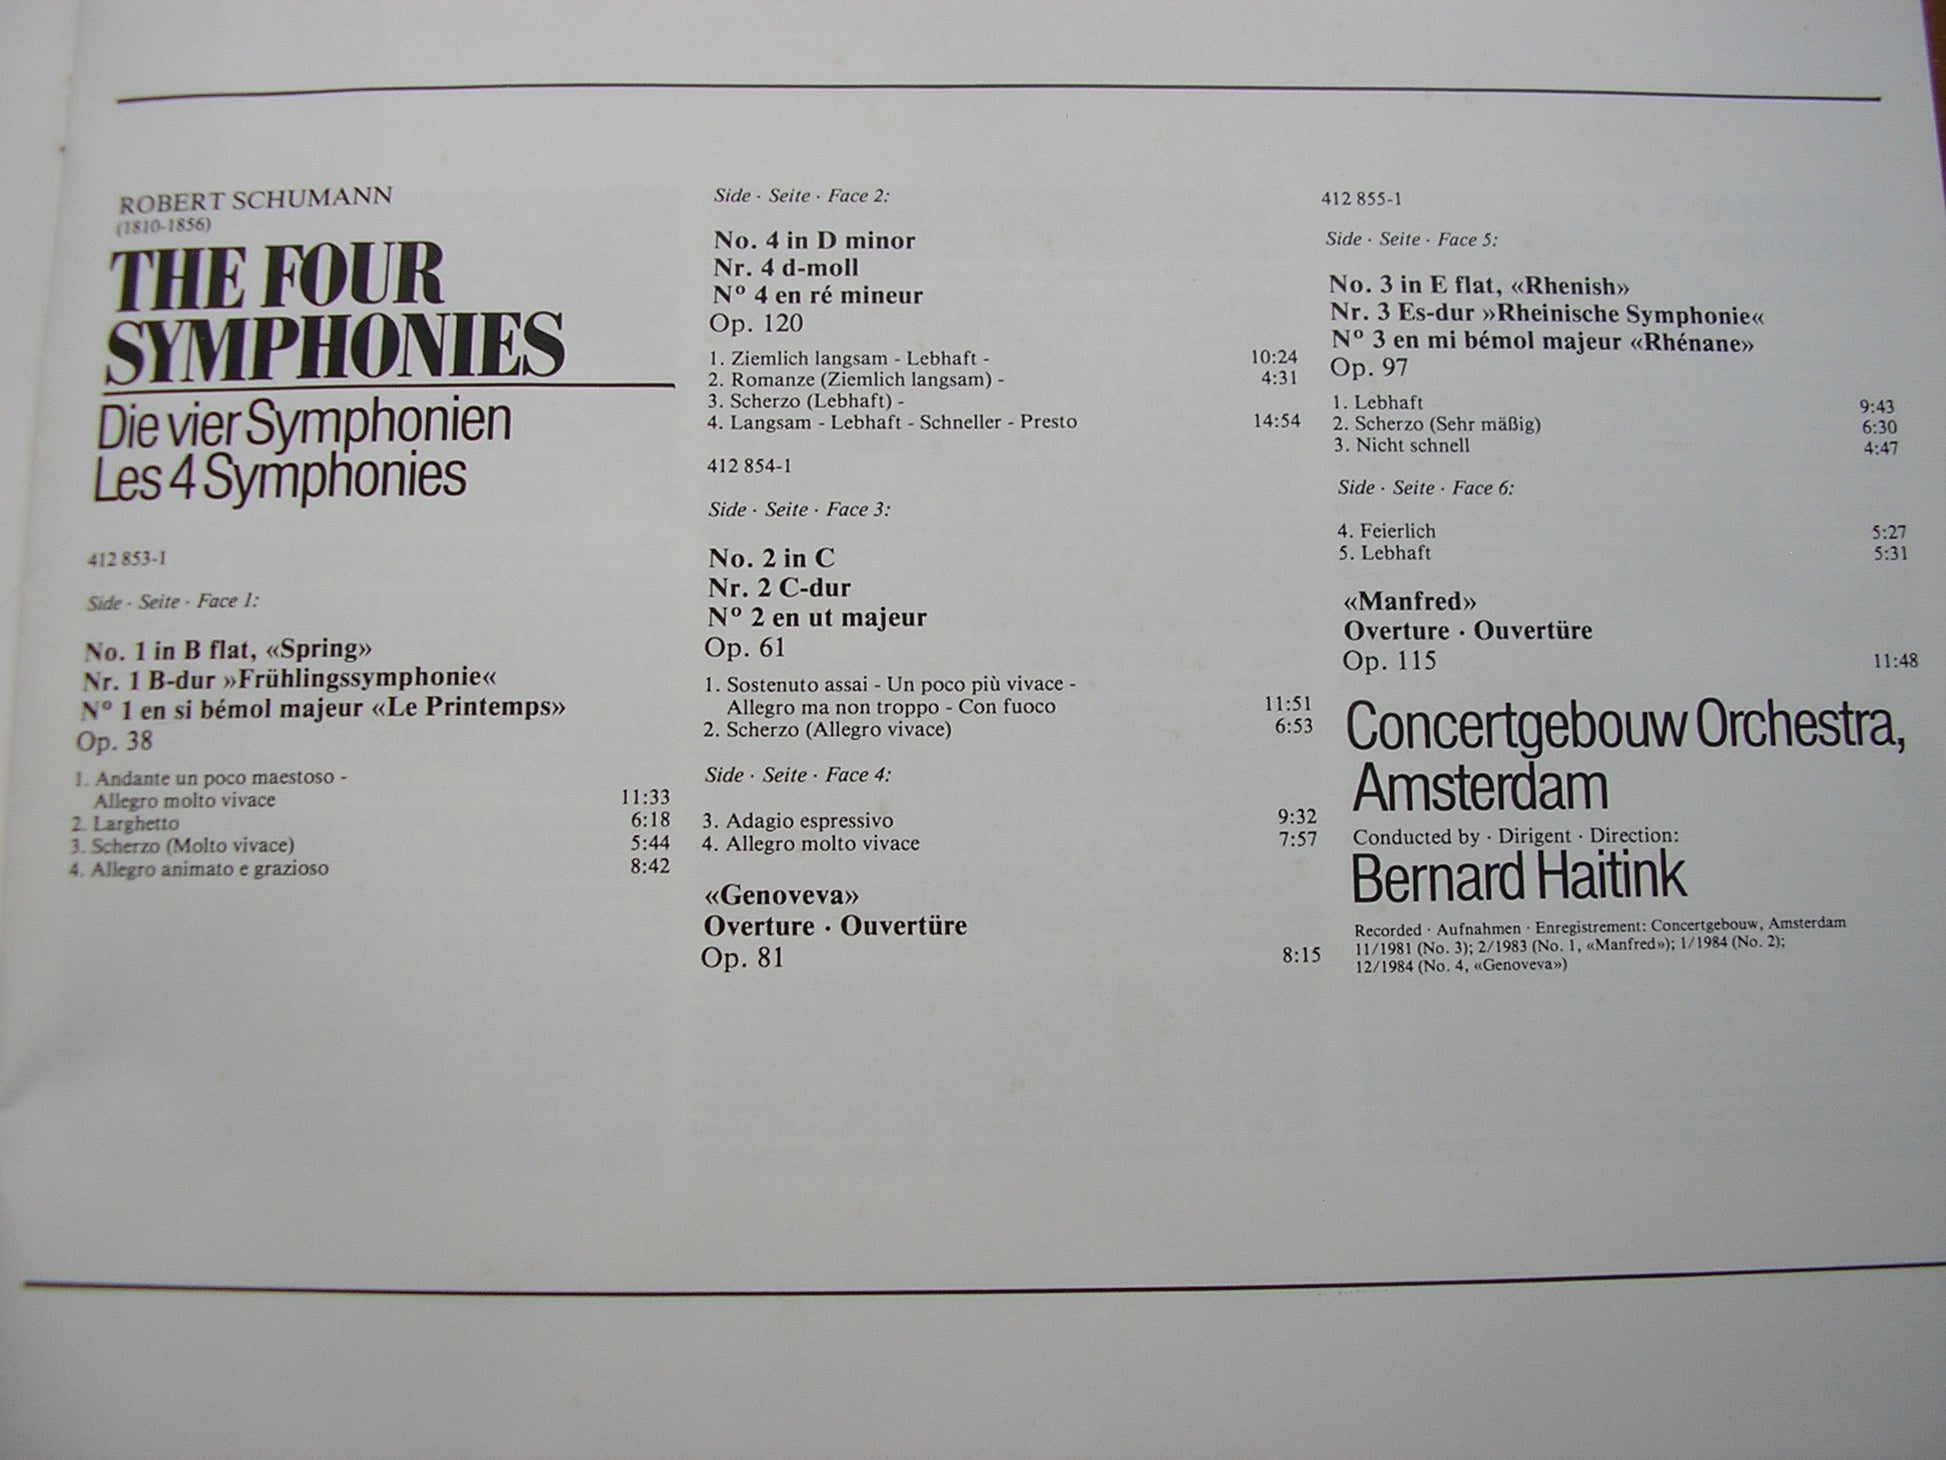 ROBERT SCHUMANN
(1810-1856)
THE FOUR
SYMPHONIES
Die vier Symphonien
Les 4 Symphonies
412 853-1
Side · Seite · Face 1:
No. 1 in B flat, «Spring»
Nr. 1 B-dur »Frühlingssymphonie«
Nº 1 en si bémol majeur «Le Printemps»
Op. 38
1. Andante un poco maestoso -
Allegro molto vivace 11:33
2. Larghetto 6:18
3. Scherzo (Molto vivace) 5:44
4. Allegro animato e grazioso 8:42
Side · Seite · Face 2:
No. 4 in D minor
Nr. 4 d-moll
Nº 4 en ré mineur
Op. 120
1. Ziemlich langsam - Lebhaft - 10:24
2. Romanze (Ziemlich langsam) - 4:31
3. Scherzo (Lebhaft) -
4. Langsam - Lebhaft - Schneller - Presto 14:54
412 854-1
Side · Seite · Face 3:
No. 2 in C
Nr. 2 C-dur
Nº 2 en ut majeur
Op. 61
1. Sostenuto assai - Un poco più vivace -
Allegro ma non troppo - Con fuoco 11:51
2. Scherzo (Allegro vivace) 6:53
Side · Seite · Face 4:
3. Adagio espressivo 9:32
4. Allegro molto vivace 7:57
«Genoveva»
Overture · Ouvertüre
Op. 81 8:15
412 855-1
Side · Seite · Face 5:
No. 3 in E flat, «Rhenish»
Nr. 3 Es-dur »Rheinische Symphonie«
Nº 3 en mi bémol majeur «Rhénane»
Op. 97
1. Lebhaft 9:43
2. Scherzo (Sehr mäßig) 6:30
3. Nicht schnell 4:47
Side · Seite · Face 6:
4. Feierlich 5:27
5. Lebhaft 5:31
«Manfred»
Overture · Ouvertüre
Op. 115 11:48
Concertgebouw Orchestra,
Amsterdam
Conducted by · Dirigent · Direction:
Bernard Haitink
Recorded · Aufnahmen · Enregistrement: Concertgebouw, Amsterdam
11/1981 (No. 3); 2/1983 (No. 1, «Manfred»); 1/1984 (No. 2);
12/1984 (No. 4, «Genoveva»)